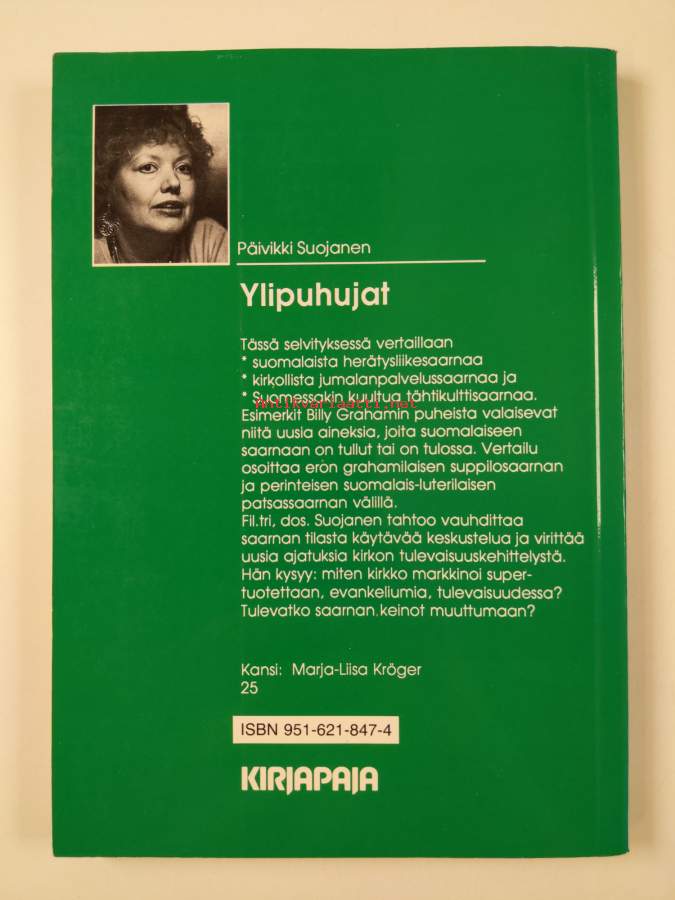 Päivikki Suojanen
Ylipuhujat
Tässä selvityksessä vertaillaan
* suomalaista herätysliikesaarnaa
* kirkollista jumalanpalvelussaarnaa ja
* Suomessakin kuultua tähtikulttisaarnaa.
Antikvariaatti.net
Esimerkit Billy Grahamin puheista valaisevat
niitä uusia aineksia, joita suomalaiseen
saarnaan on tullut tai on tulossa. Vertailu
osoittaa eron grahamilaisen suppilosaarnan
ja perinteisen suomalais-luterilaisen
patsassaarnan välillä.
Fil.tri, dos. Suojanen tahtoo vauhdittaa
saarnan tilasta käytävää keskustelua ja virittää
uusia ajatuksia kirkon tulevaisuuskehittelystä.
Hän kysyy: miten kirkko markkinoi super-
tuotettaan, evankeliumia, tulevaisuudessa?
Tulevatko saarnan keinot muuttumaan?
Kansi: Marja-Liisa Kröger
25
ISBN 951-621-847-4
KIRJAPAJA